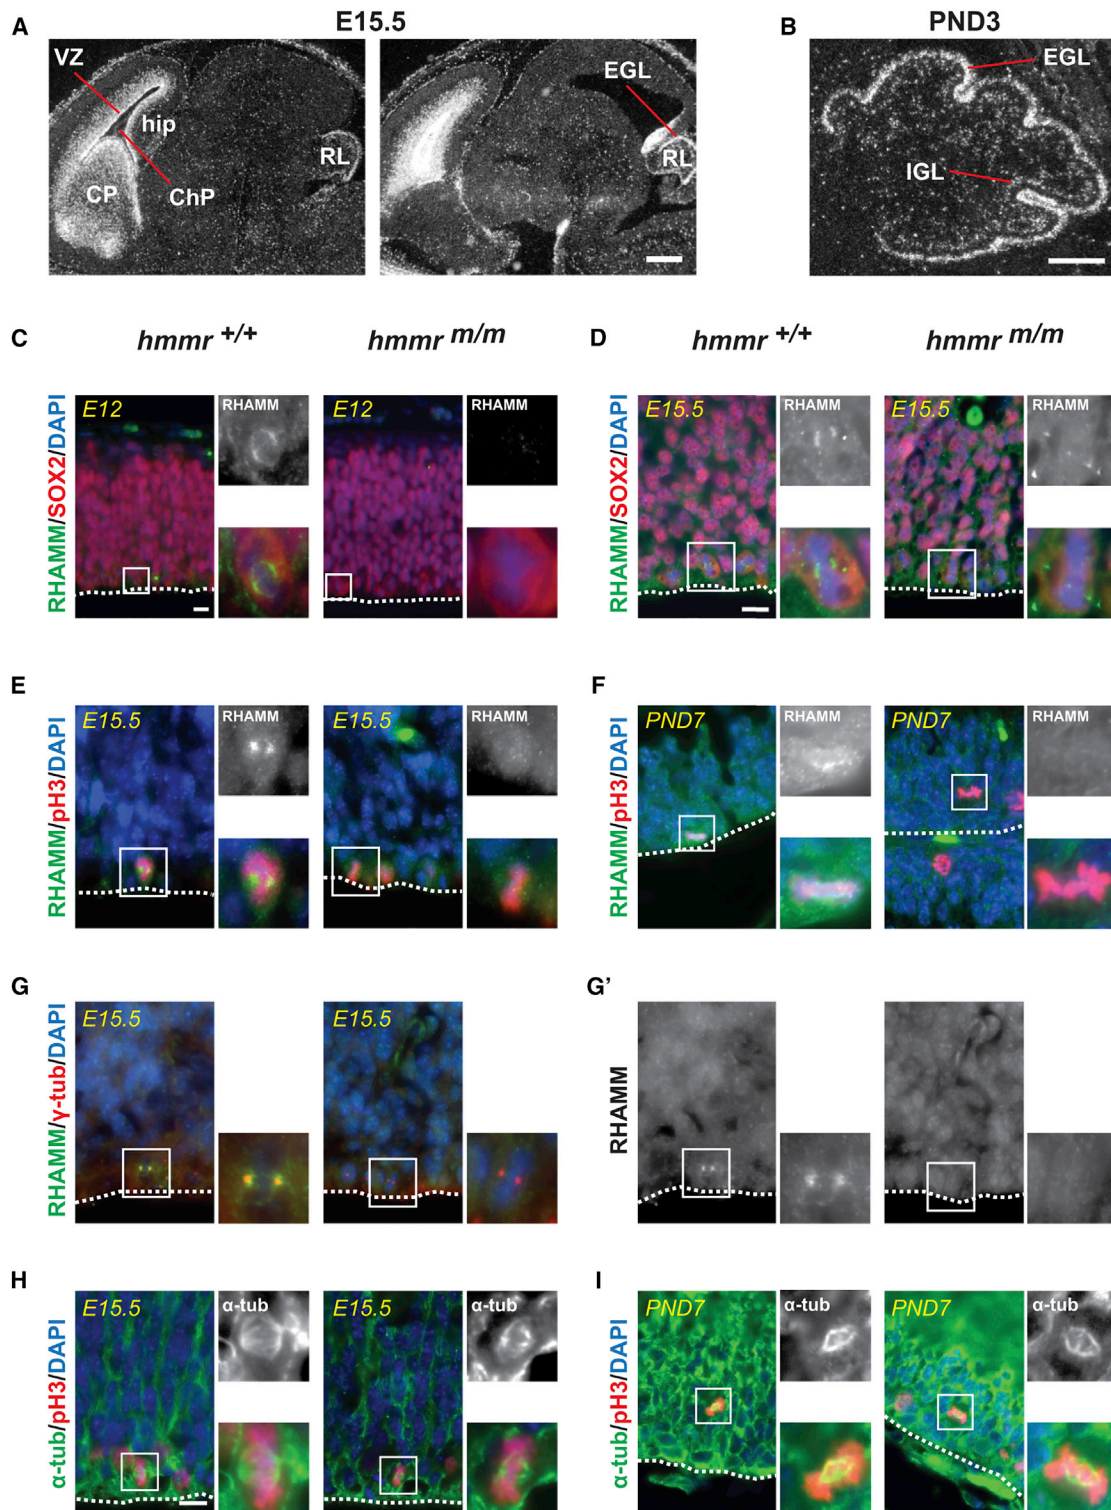 A
E15.5
B
PND3
VZ
hip
CP
ChP
RL
EGL
RL
EGL
IGL
C
hmmr +/+
hmmr m/m
D
hmmr +/+
hmmr m/m
RHAMM/SOX2/DAPI
E12
RHAMM
E12
RHAMM
RHAMM/SOX2/DAPI
E15.5
RHAMM
E15.5
RHAMM
E
RHAMM/pH3/DAPI
E15.5
RHAMM
E15.5
RHAMM
F
RHAMM/pH3/DAPI
PND7
RHAMM
PND7
RHAMM
G
RHAMM/γ-tub/DAPI
E15.5
E15.5
G'
RHAMM
H
α-tub/pH3/DAPI
E15.5
α-tub
E15.5
α-tub
I
α-tub/pH3/DAPI
PND7
α-tub
PND7
α-tub